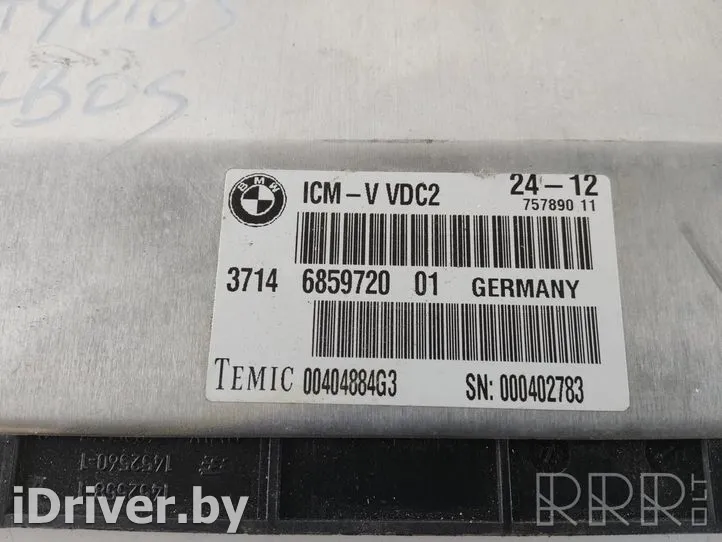 BMW
ICM-V VDC2
24-12
757890 11
3714 6859720 01 GERMANY
TEMIC 00404884G3 SN: 000402783
1452560-1
iDriver.by
RRR.LT